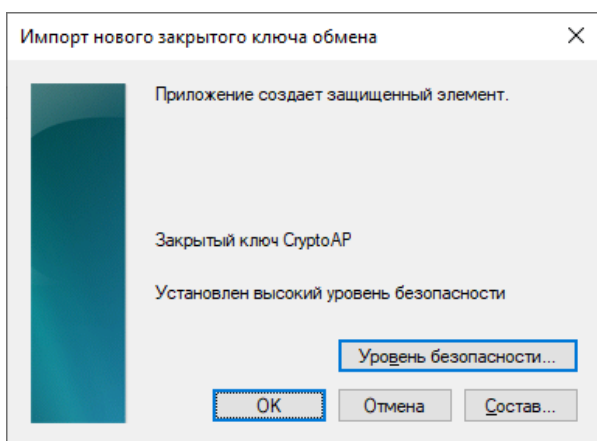 Импорт нового закрытого ключа обмена
Приложение создает защищенный элемент.
Закрытый ключ CryptoAP
Установлен высокий уровень безопасности
Уровень безопасности...
OK
Отмена
Состав...